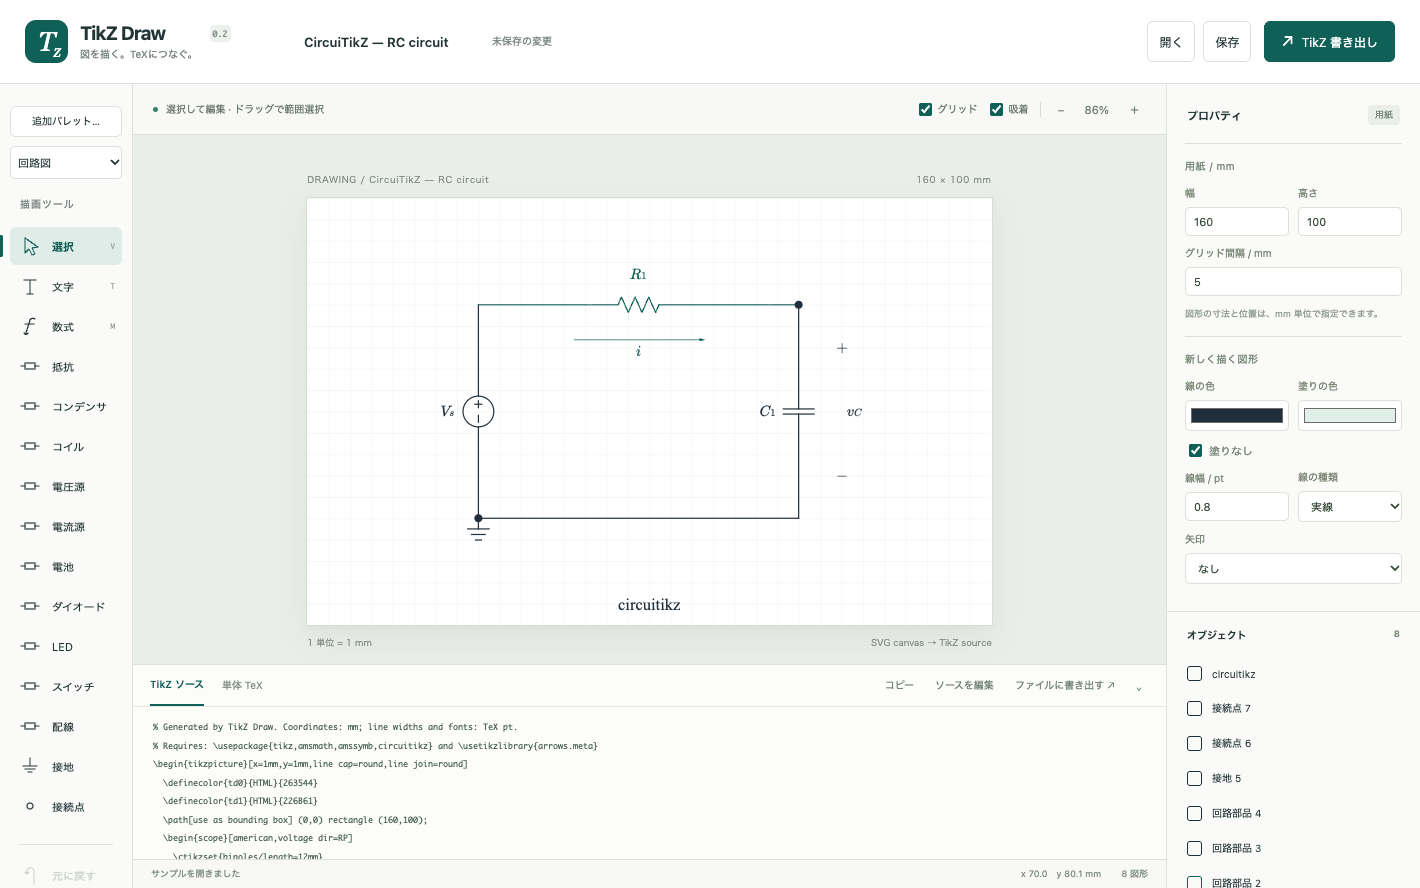 Tz
TikZ Draw 0.2
図を描く。TeXにつなぐ。
CircuiTikZ — RC circuit
未保存の変更
開く
保存
TikZ 書き出し
追加パレット...
回路図
描画ツール
選択 V
文字 T
数式 M
抵抗
コンデンサ
コイル
電圧源
電流源
電池
ダイオード
LED
スイッチ
配線
接地
接続点
元に戻す
選択して編集 · ドラッグで範囲選択
グリッド
吸着
− 86% +
DRAWING / CircuiTikZ — RC circuit
160 × 100 mm
R1
i
+
Vs
C1
vC
−
circuitikz
1 単位 = 1 mm
SVG canvas → TikZ source
TikZ ソース
単体 TeX
コピー
ソースを編集
ファイルに書き出す ↗
% Generated by TikZ Draw. Coordinates: mm; line widths and fonts: TeX pt.
% Requires: \usepackage{tikz,amsmath,amssymb,circuitikz} and \usetikzlibrary{arrows.meta}
\begin{tikzpicture}[x=1mm,y=1mm,line cap=round,line join=round]
\definecolor{td0}{HTML}{263544}
\definecolor{td1}{HTML}{226B61}
\path[use as bounding box] (0,0) rectangle (160,100);
\begin{scope}[american,voltage dir=RP]
\ctikzset{bipoles/length=12mm}
サンプルを開きました
x 70.0 y 80.1 mm
8 図形
プロパティ
用紙
用紙 / mm
幅
高さ
160
100
グリッド間隔 / mm
5
図形の寸法と位置は、mm 単位で指定できます。
新しく描く図形
線の色
塗りの色
塗りなし
線幅 / pt
線の種類
0.8
実線
矢印
なし
オブジェクト 8
circuitikz
接続点 7
接続点 6
接地 5
回路部品 4
回路部品 3
回路部品 2